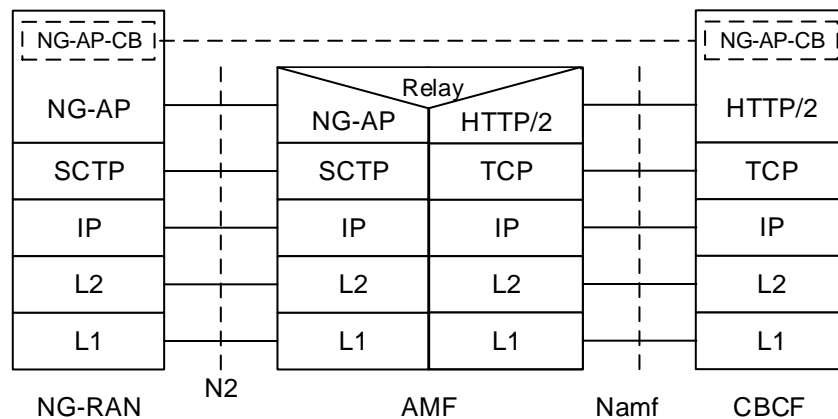 NG-AP-CB NG-AP-CB
Relay
NG-AP NG-AP HTTP/2 HTTP/2
SCTP SCTP TCP TCP
IP IP IP IP
L2 L2 L2 L2
L1 L1 L1 L1
NG-RAN N2 AMF Namf CBCF